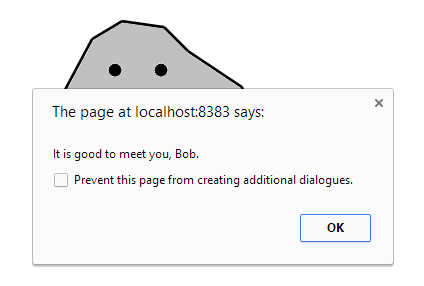 The page at localhost:8383 says:
It is good to meet you, Bob.
Prevent this page from creating additional dialogues.
OK